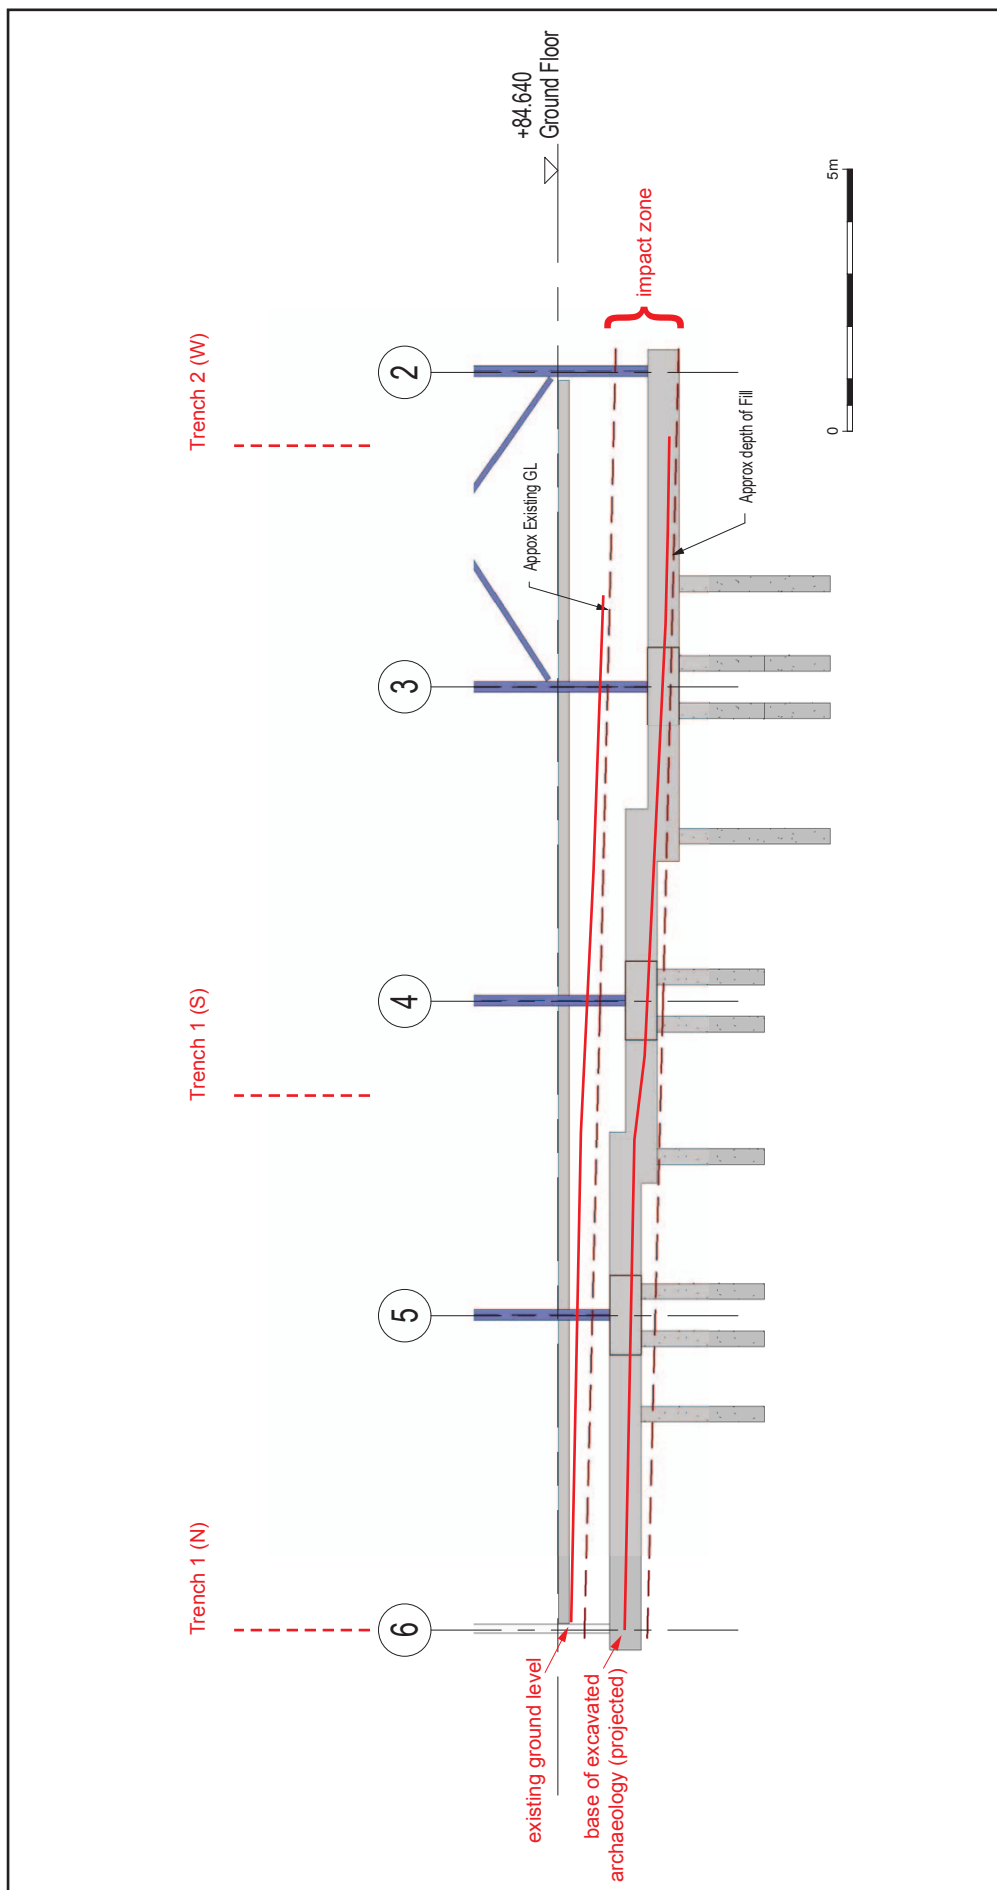 Trench 1 (N)
Trench 1 (S)
Trench 2 (W)
6
5
4
3
2
+84.640
Ground Floor
existing ground level
base of excavated
archaeology (projected)
Appox Existing GL
Approx depth of Fill
impact zone
0
5m